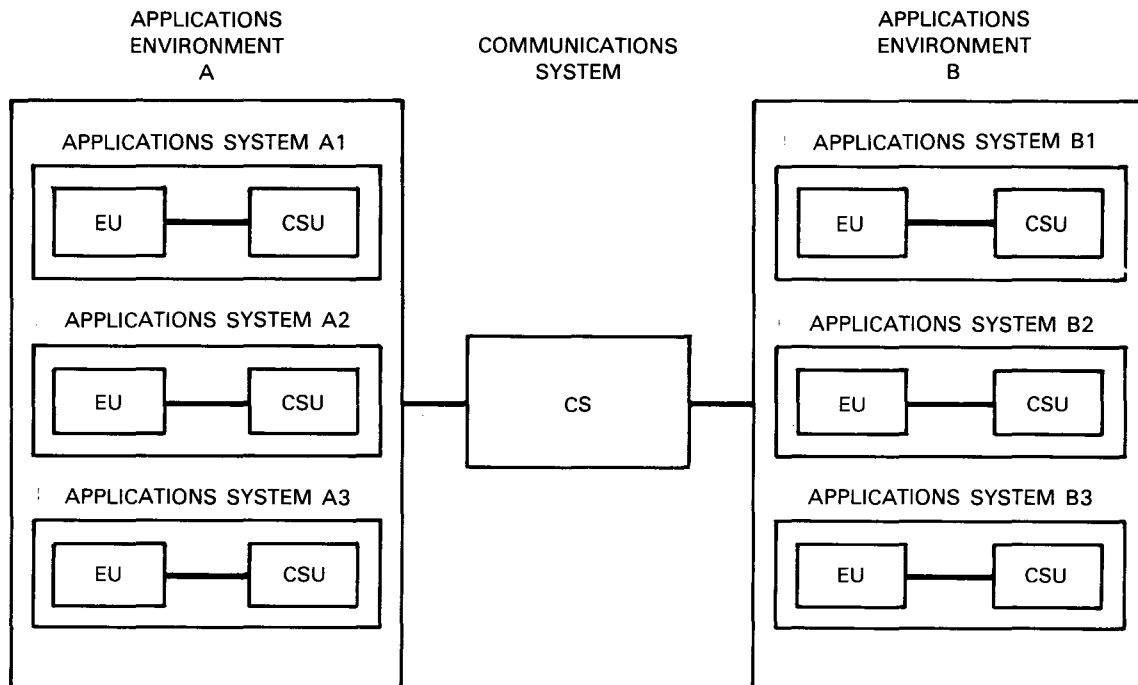 APPLICATIONS
ENVIRONMENT
A
COMMUNICATIONS
SYSTEM
APPLICATIONS
ENVIRONMENT
B
APPLICATIONS SYSTEM A1
EU
CSU
APPLICATIONS SYSTEM A2
EU
CSU
APPLICATIONS SYSTEM A3
EU
CSU
CS
APPLICATIONS SYSTEM B1
EU
CSU
APPLICATIONS SYSTEM B2
EU
CSU
APPLICATIONS SYSTEM B3
EU
CSU